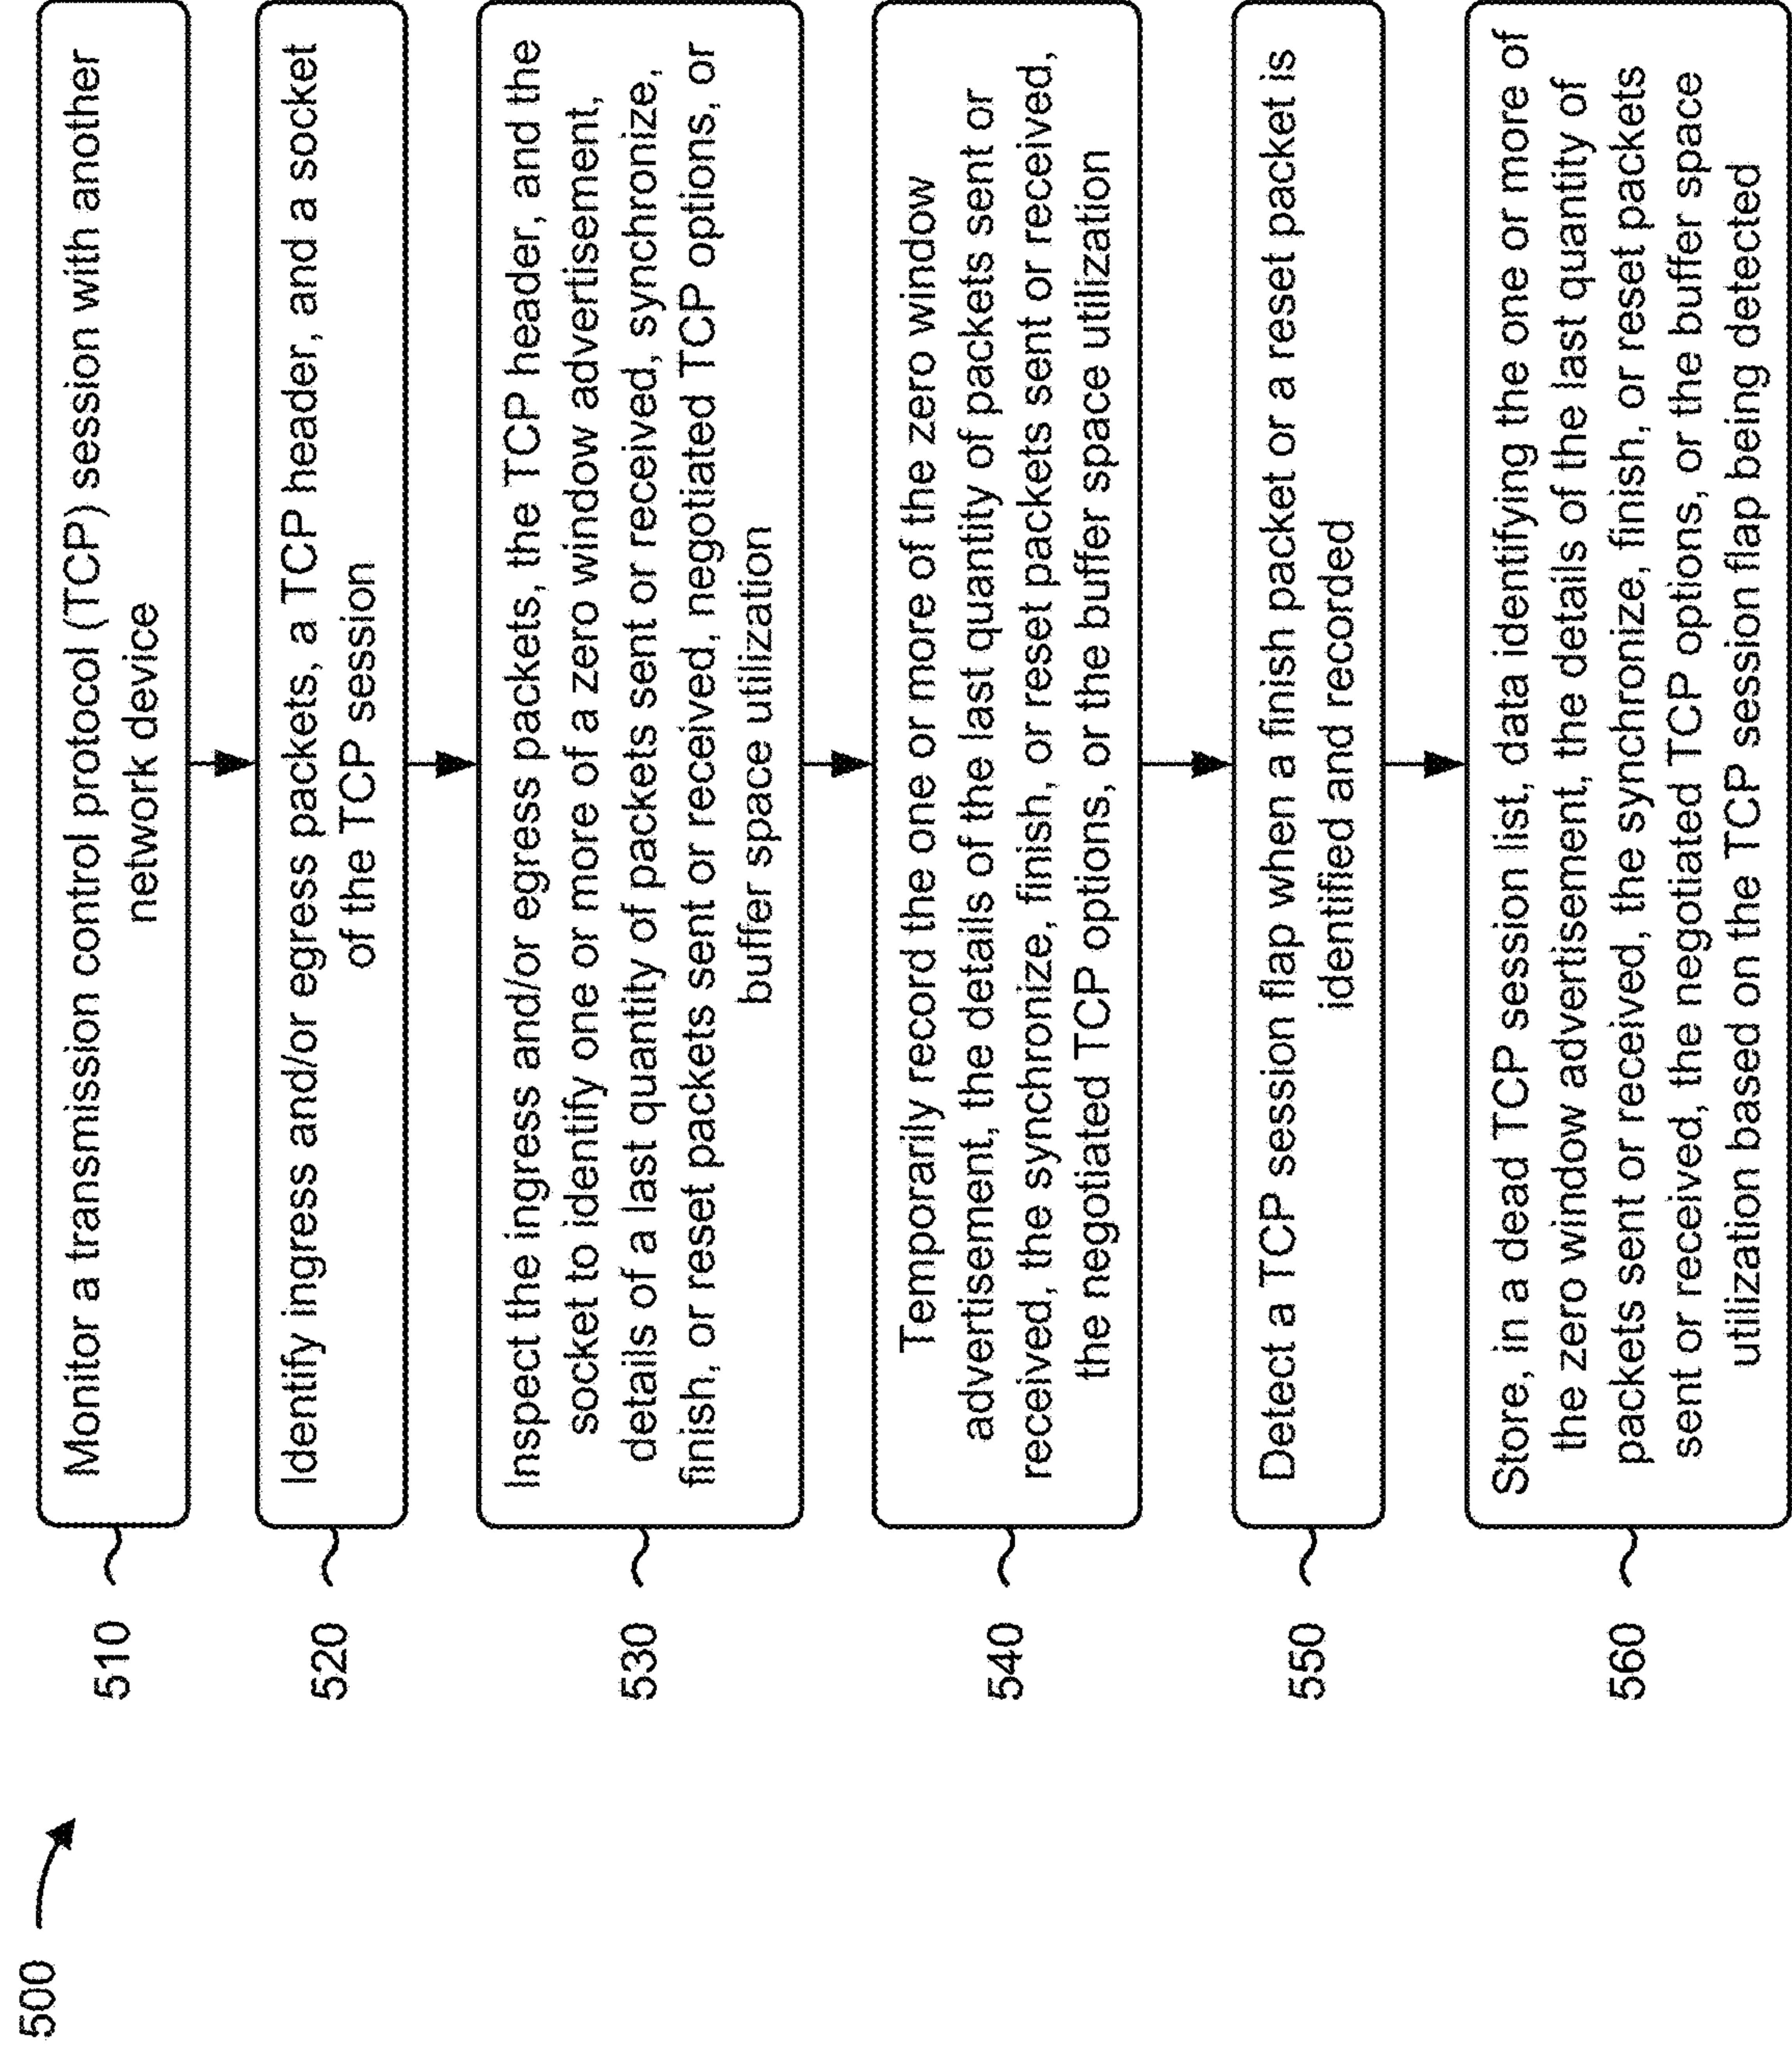 500
510
Monitor a transmission control protocol (TCP) session with another
network device
520
Identify ingress and/or egress packets, a TCP header, and a socket
of the TCP session
530
Inspect the ingress and/or egress packets, the TCP header, and the
socket to identify one or more of a zero window advertisement,
details of a last quantity of packets sent or received, synchronize,
finish, or reset packets sent or received, negotiated TCP options, or
buffer space utilization
540
Temporarily record the one or more of the zero window
advertisement, the details of the last quantity of packets sent or
received, the synchronize, finish, or reset packets sent or received,
the negotiated TCP options, or the buffer space utilization
550
Detect a TCP session flap when a finish packet or a reset packet is
identified and recorded
560
Store, in a dead TCP session list, data identifying the one or more of
the zero window advertisement, the details of the last quantity of
packets sent or received, the synchronize, finish, or reset packets
sent or received, the negotiated TCP options, or the buffer space
utilization based on the TCP session flap being detected